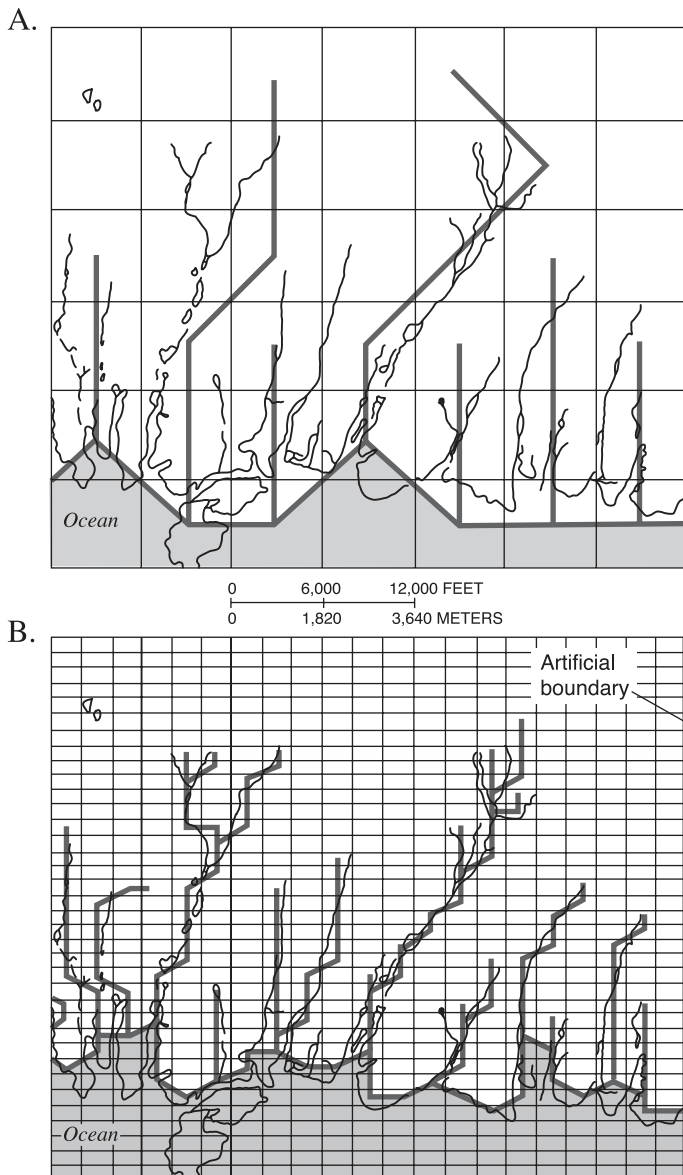 A.
Ocean
0 6,000 12,000 FEET
0 1,820 3,640 METERS
B.
Artificial
boundary
Ocean